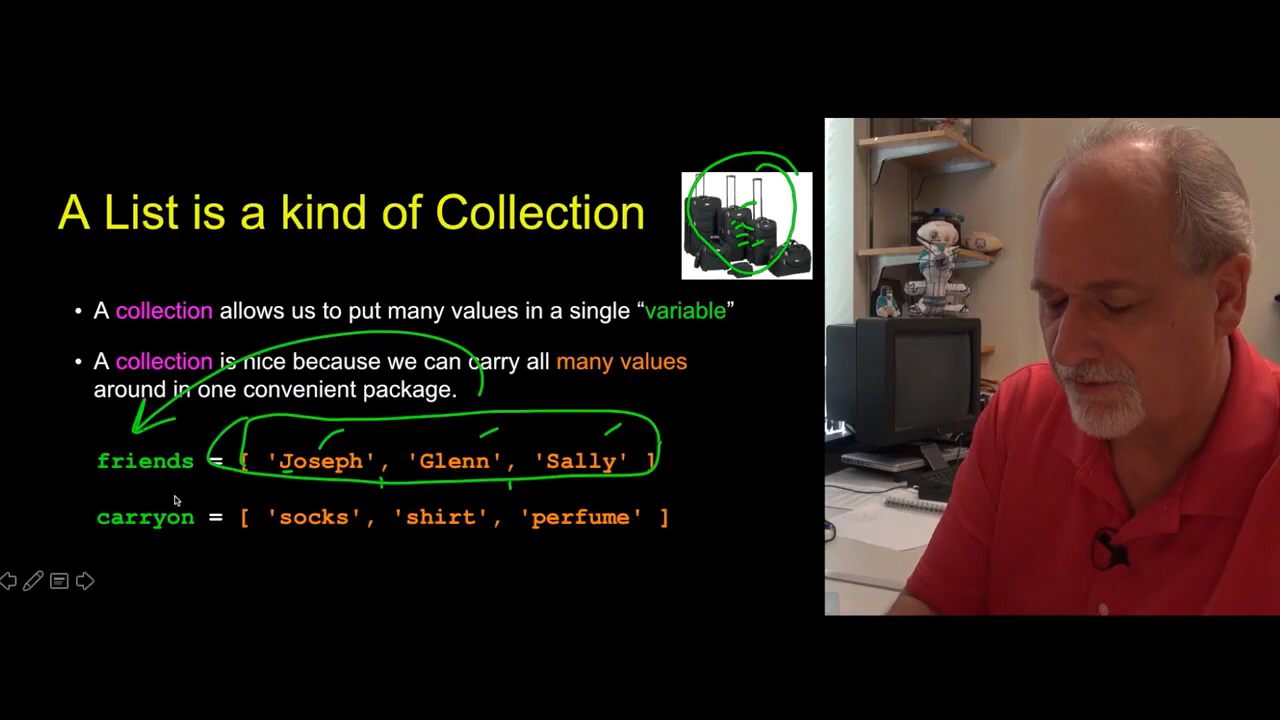 A List is a kind of Collection
• A collection allows us to put many values in a single “variable”
• A collection is nice because we can carry all many values
around in one convenient package.
friends = [ 'Joseph', 'Glenn', 'Sally' ]
carryon = [ 'socks', 'shirt', 'perfume' ]